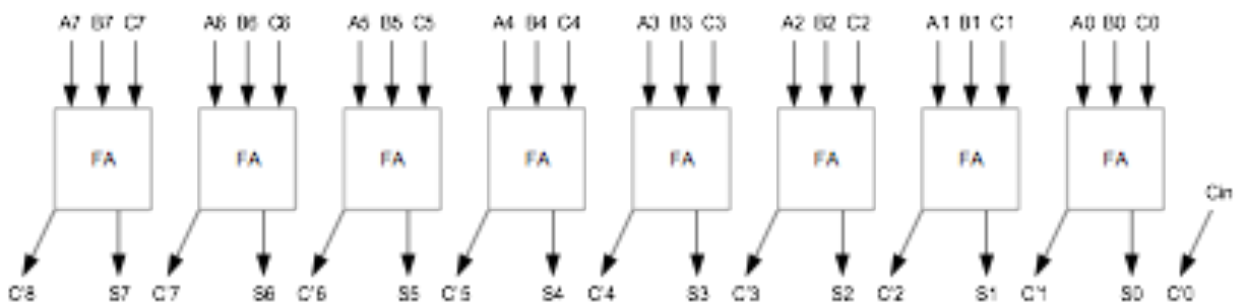 A7 B7 C7 A6 B6 C6 A5 B5 C5 A4 B4 C4 A3 B3 C3 A2 B2 C2 A1 B1 C1 A0 B0 C0
FA FA FA FA FA FA FA FA
Cin
C'8 S7 C'7 S6 C'6 S5 C'5 S4 C'4 S3 C'3 S2 C'2 S1 C'1 S0 C'0